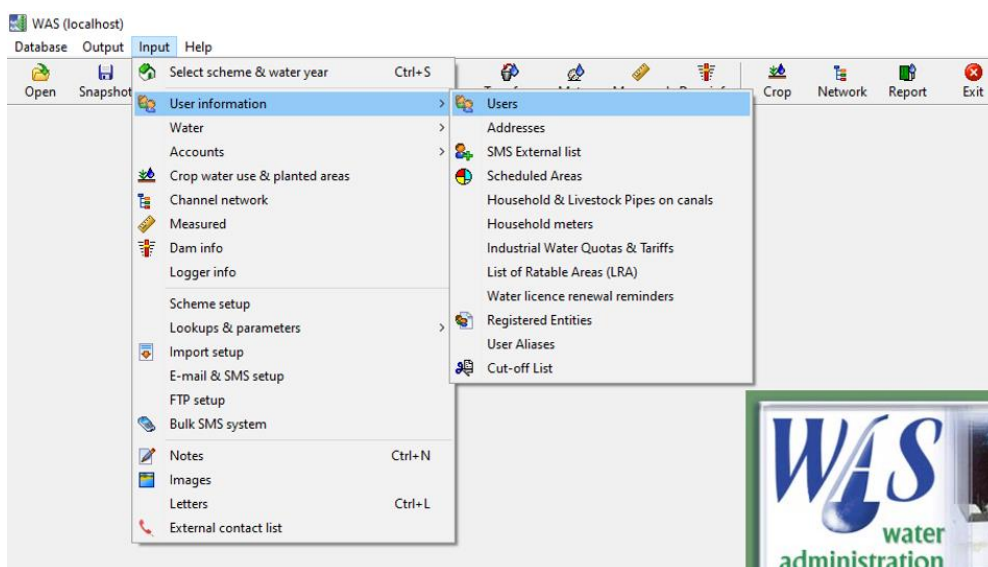 WAS (localhost)
Database Output Input Help
Open Snapshot Crop Network Report Exit
Select scheme & water year Ctrl+S
User information >
Water >
Accounts >
Crop water use & planted areas
Channel network
Measured
Dam info
Logger info
Scheme setup
Lookups & parameters >
Import setup
E-mail & SMS setup
FTP setup
Bulk SMS system
Notes Ctrl+N
Images
Letters Ctrl+L
External contact list
Users
Addresses
SMS External list
Scheduled Areas
Household & Livestock Pipes on canals
Household meters
Industrial Water Quotas & Tariffs
List of Ratable Areas (LRA)
Water licence renewal reminders
Registered Entities
User Aliases
Cut-off List
WAS
water
administration